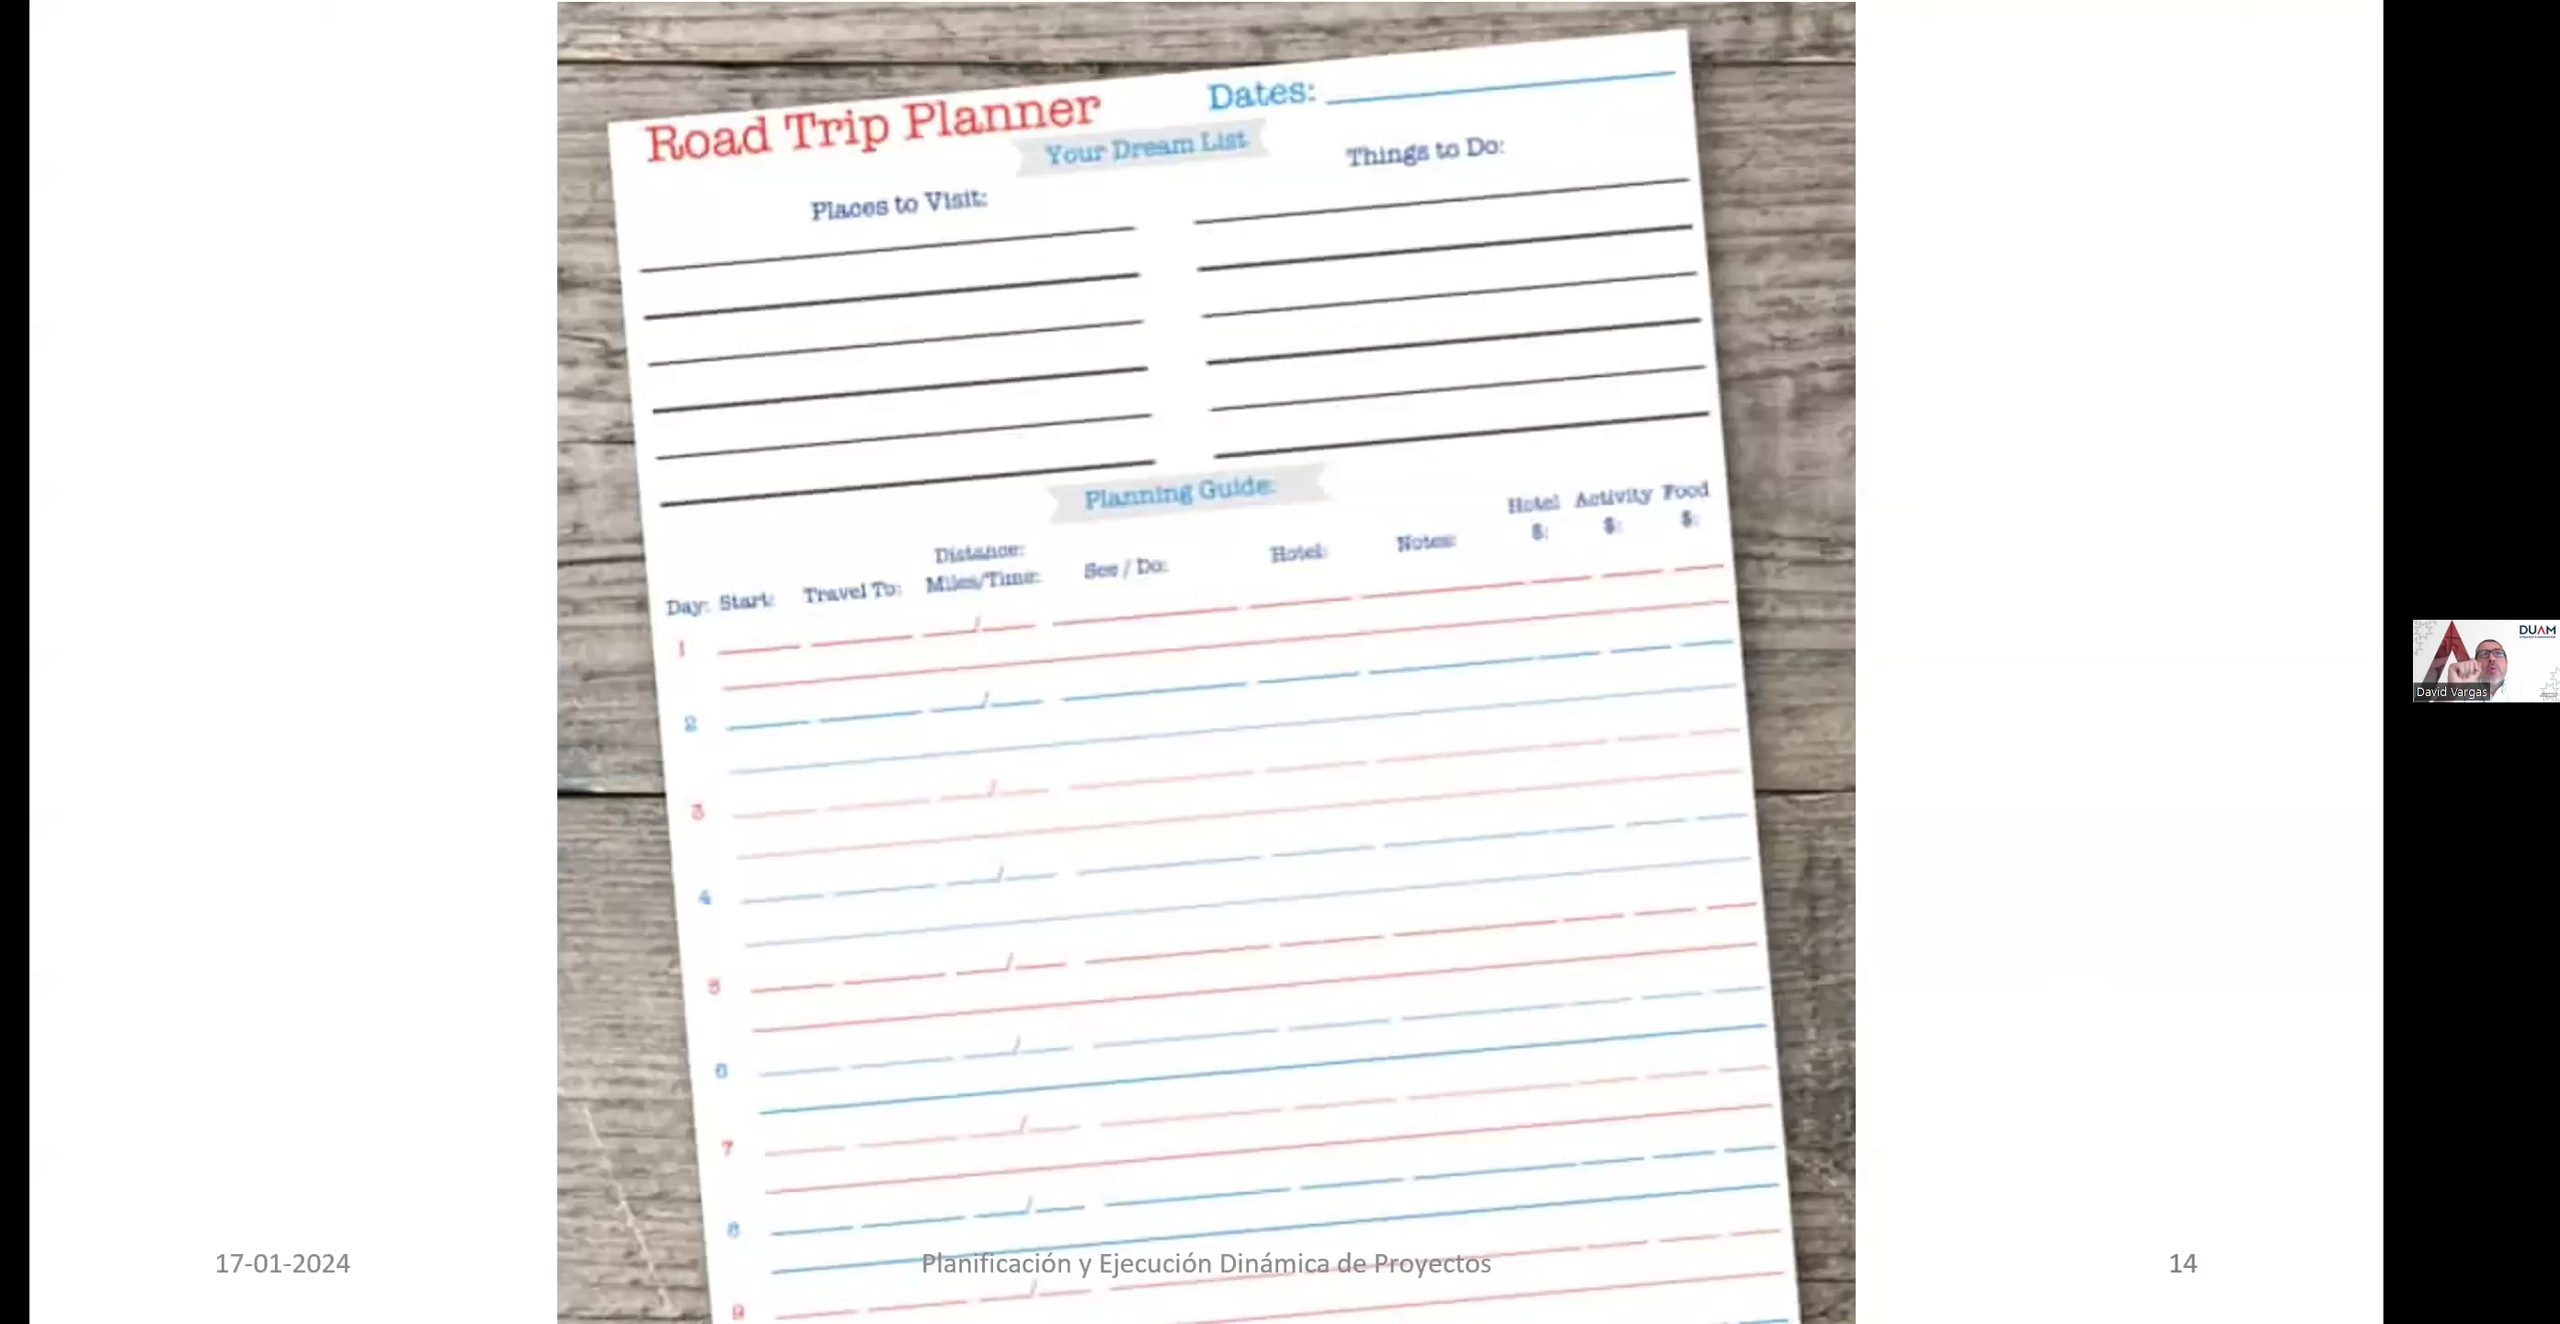 Road Trip Planner
Dates:
Your Dream List
Places to Visit:
Things to Do:
Planning Guide:
Day: Start: Travel To: Distance: Miles/Time: See / Do: Hotel: Notes: Hotel $: Activity $: Food $:
1
2
3
4
5
6
7
8
9
17-01-2024
Planificación y Ejecución Dinámica de Proyectos
14
DUAM
David Vargas